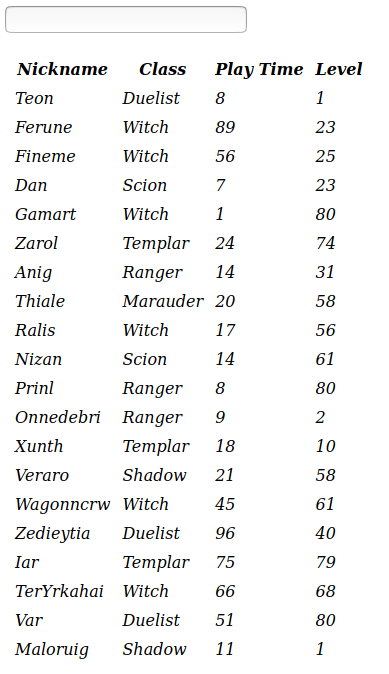 Nickname Class Play Time Level
Teon Duelist 8 1
Ferune Witch 89 23
Fineme Witch 56 25
Dan Scion 7 23
Gamart Witch 1 80
Zarol Templar 24 74
Anig Ranger 14 31
Thiale Marauder 20 58
Ralis Witch 17 56
Nizan Scion 14 61
Prinl Ranger 8 80
Onnedebri Ranger 9 2
Xunth Templar 18 10
Veraro Shadow 21 58
Wagonncrw Witch 45 61
Zedieytia Duelist 96 40
Iar Templar 75 79
TerYrkahai Witch 66 68
Var Duelist 51 80
Maloruig Shadow 11 1